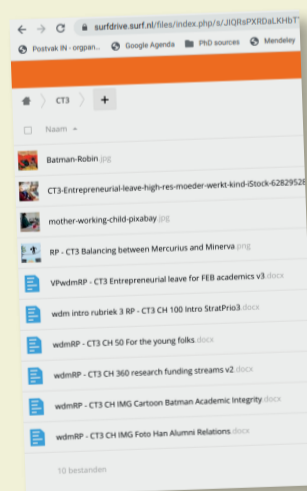 surfdrive.surf.nl/files/index.php/s/JIQRsPXRDaLKHbT
Postvak IN - orgpan...
Google Agenda
PhD sources
Mendeley
CT3
+
Naam
Batman-Robin.jpg
CT3-Entrepreneurial-leave-high-res-moeder-werkt-kind-iStock-62829528
mother-working-child-pixabay.jpg
RP - CT3 Balancing between Mercurius and Minerva.png
VPwdmRP - CT3 Entrepreneurial leave for FEB academics v3.docx
wdm intro rubriek 3 RP - CT3 CH 100 Intro StratPrio3.docx
wdmRP - CT3 CH 50 For the young folks.docx
wdmRP - CT3 CH 360 research funding streams v2.docx
wdmRP - CT3 CH IMG Cartoon Batman Academic Integrity.docx
wdmRP - CT3 CH IMG Foto Han Alumni Relations.docx
10 bestanden